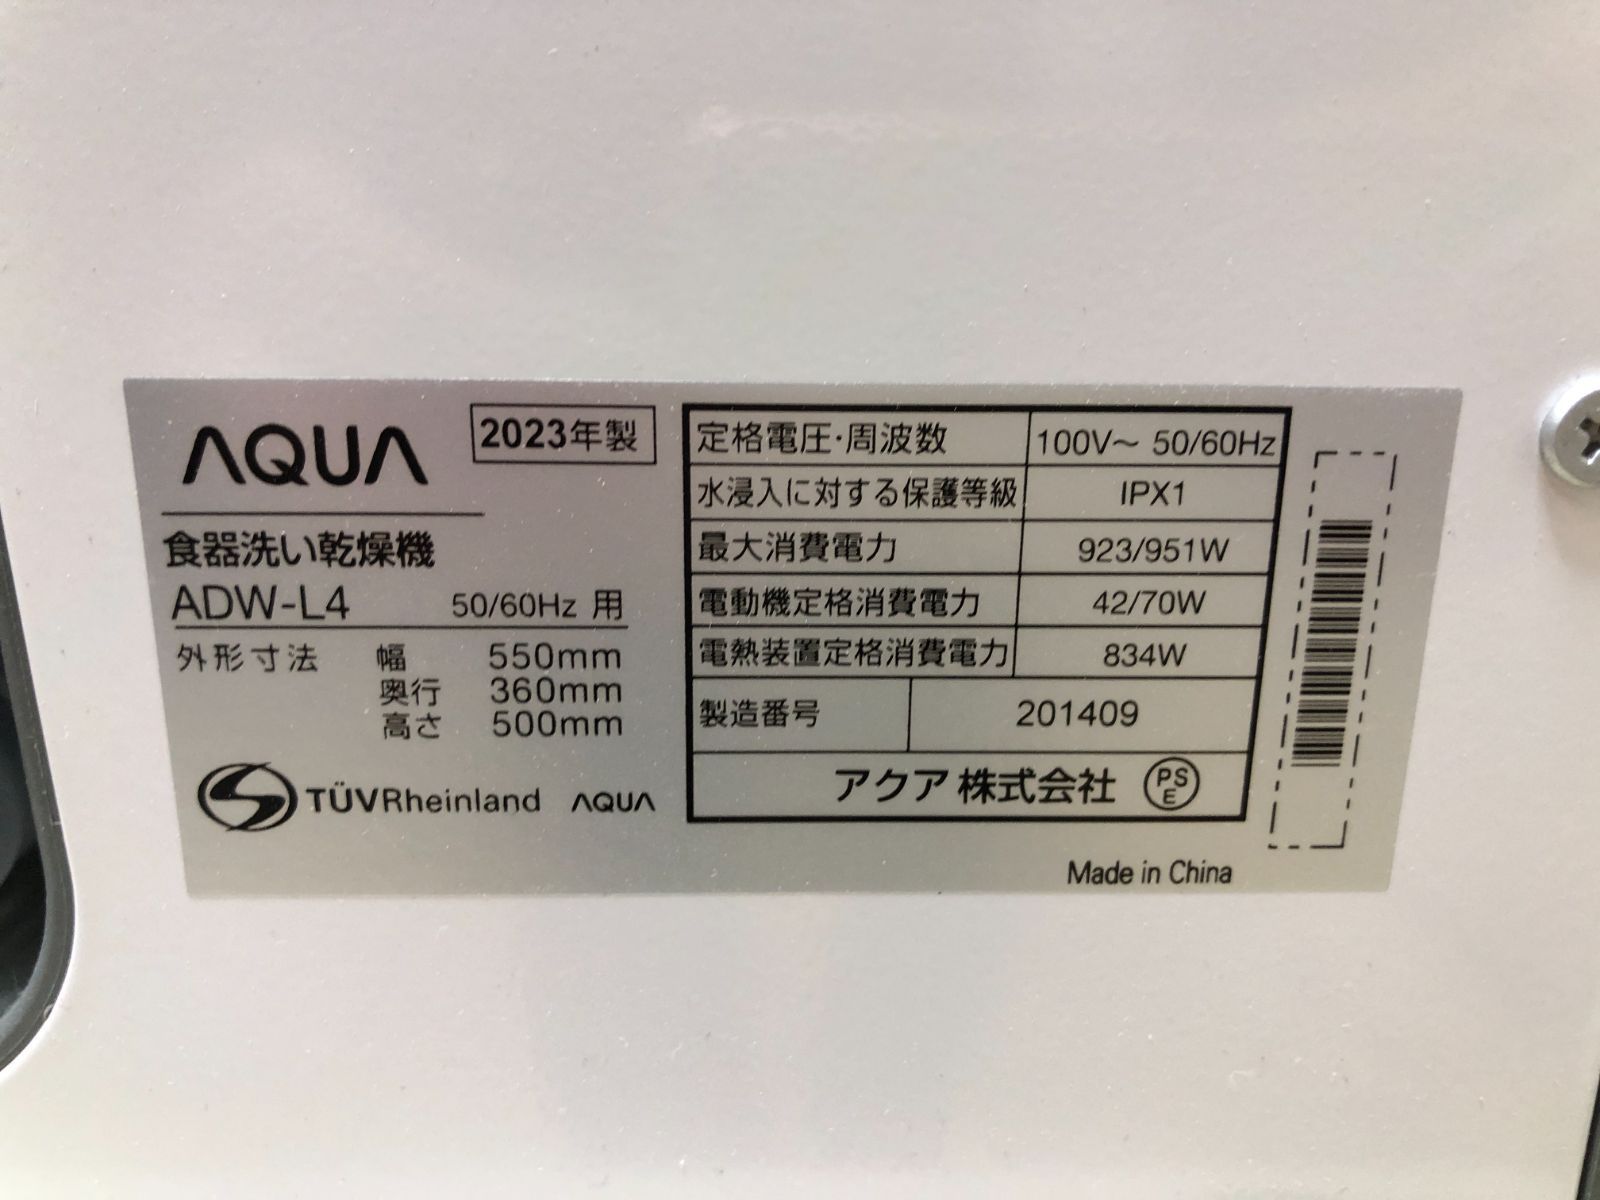 AQUA 2023年製
食器洗い乾燥機
ADW-L4 50/60Hz 用
外形寸法 幅 550mm
奥行 360mm
高さ 500mm
TÜVRheinland AQUA
定格電圧・周波数 100V～ 50/60Hz
水浸入に対する保護等級 IPX1
最大消費電力 923/951W
電動機定格消費電力 42/70W
電熱装置定格消費電力 834W
製造番号 201409
アクア株式会社 PSE
Made in China